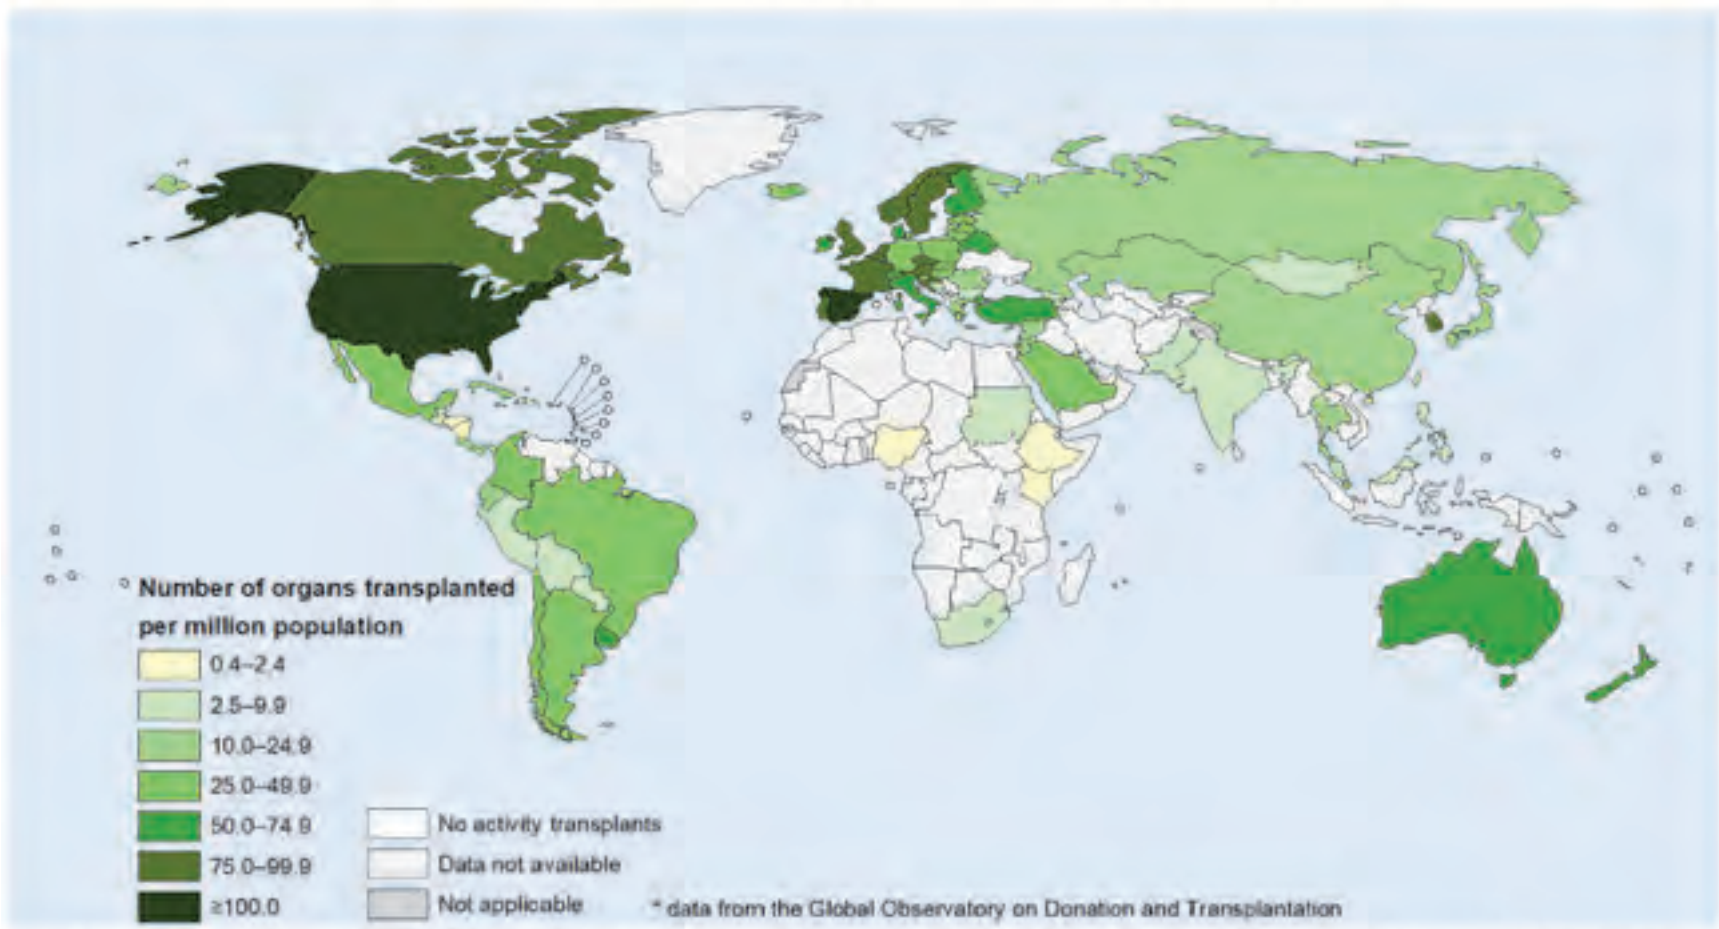 Number of organs transplanted
per million population
0.4–2.4
2.5–9.9
10.0–24.9
25.0–49.9
50.0–74.9
75.0–99.9
≥100.0
No activity transplants
Data not available
Not applicable
* data from the Global Observatory on Donation and Transplantation